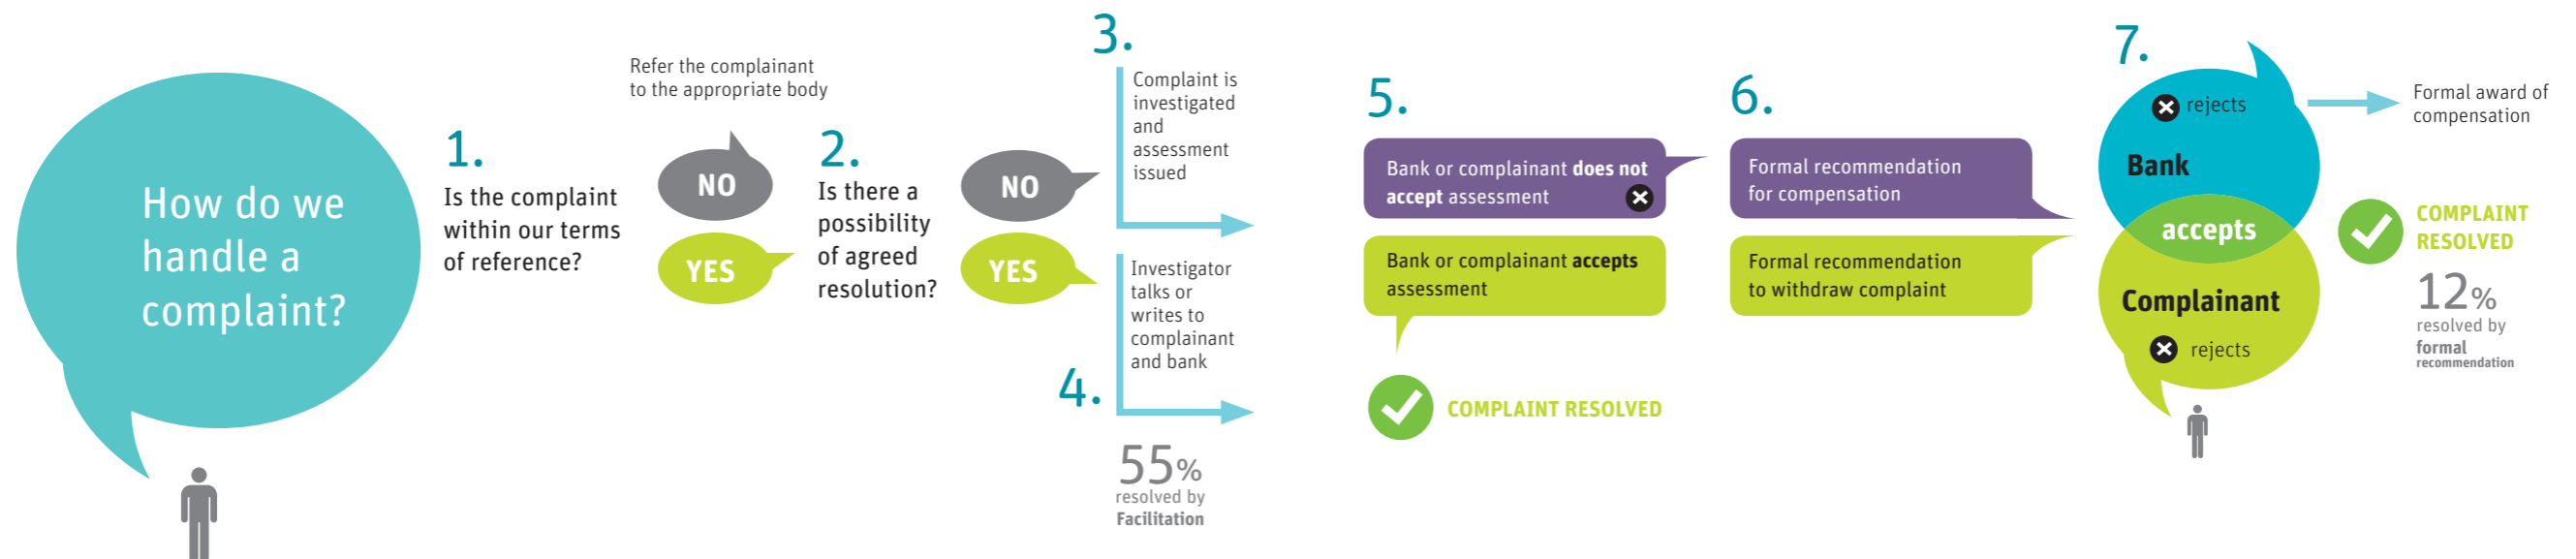 How do we
handle a
complaint?
1.
Is the complaint
within our terms
of reference?
Refer the complainant
to the appropriate body
NO
YES
2.
Is there a
possibility
of agreed
resolution?
NO
YES
3.
Complaint is
investigated
and
assessment
issued
4.
Investigator
talks or
writes to
complainant
and bank
55%
resolved by
Facilitation
5.
Bank or complainant does not
accept assessment
Bank or complainant accepts
assessment
COMPLAINT RESOLVED
6.
Formal recommendation
for compensation
Formal recommendation
to withdraw complaint
7.
rejects
Bank
accepts
Complainant
rejects
Formal award of
compensation
COMPLAINT
RESOLVED
12%
resolved by
formal
recommendation